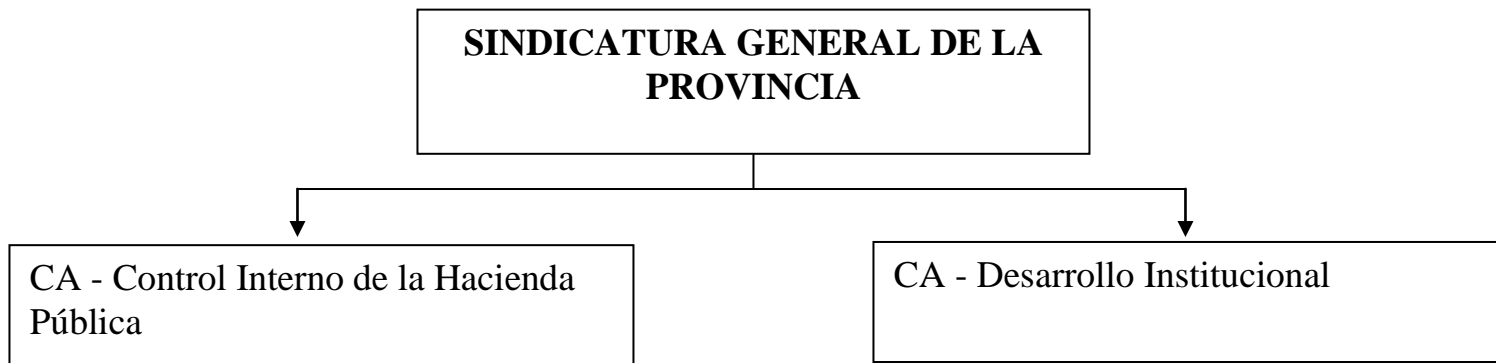 SINDICATURA GENERAL DE LA
PROVINCIA
CA - Control Interno de la Hacienda
Pública
CA - Desarrollo Institucional